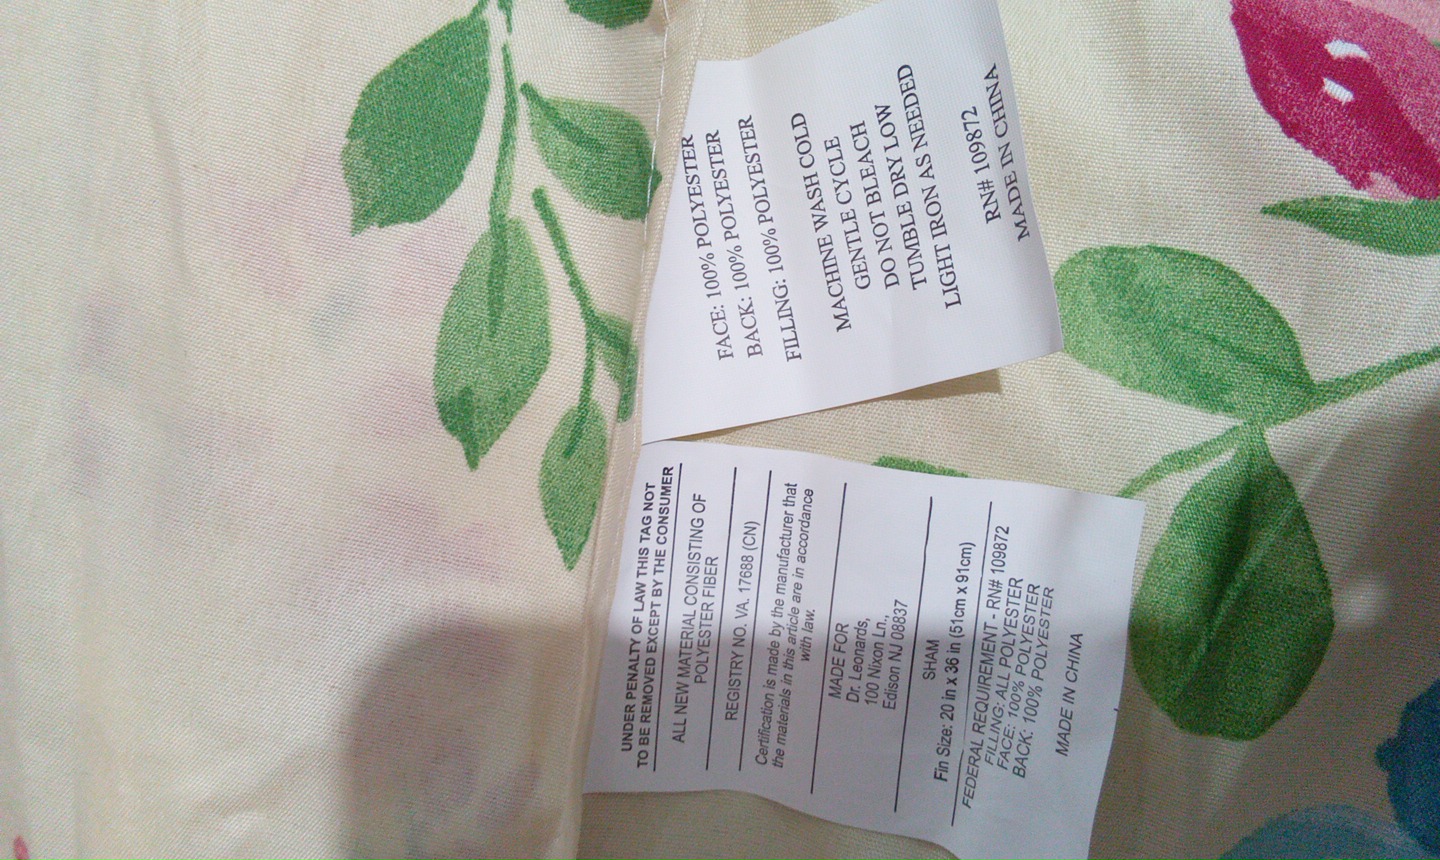 FACE: 100% POLYESTER
BACK: 100% POLYESTER
FILLING: 100% POLYESTER
MACHINE WASH COLD
GENTLE CYCLE
DO NOT BLEACH
TUMBLE DRY LOW
LIGHT IRON AS NEEDED
RN# 109872
MADE IN CHINA
UNDER PENALTY OF LAW THIS TAG NOT
TO BE REMOVED EXCEPT BY THE CONSUMER
ALL NEW MATERIAL CONSISTING OF
POLYESTER FIBER
REGISTRY NO. VA. 17688 (CN)
Certification is made by the manufacturer that
the materials in this article are in accordance
with law.
MADE FOR
Dr. Leonards,
100 Nixon Ln.,
Edison NJ 08837
SHAM
Fin Size: 20 in x 36 in (51cm x 91cm)
FEDERAL REQUIREMENT - RN# 109872
FILLING: ALL POLYESTER
FACE: 100% POLYESTER
BACK: 100% POLYESTER
MADE IN CHINA